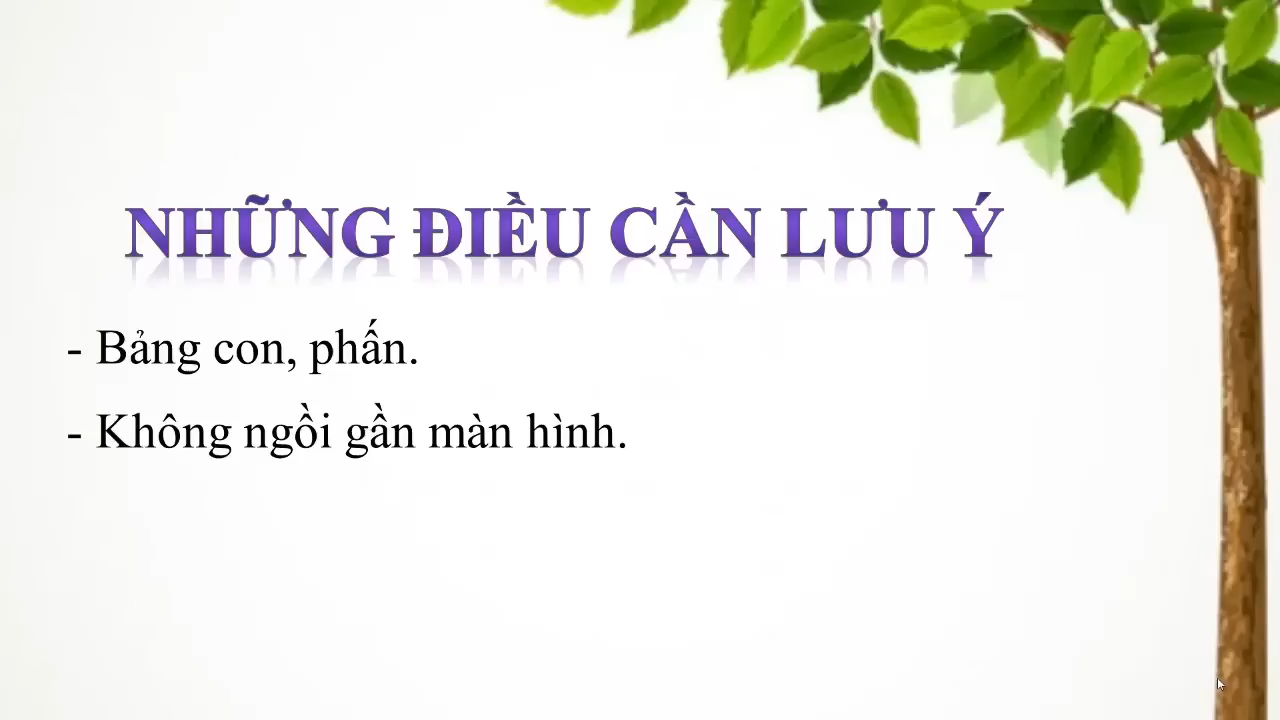 NHỮNG ĐIỀU CẦN LƯU Ý
- Bảng con, phấn.
- Không ngồi gần màn hình.